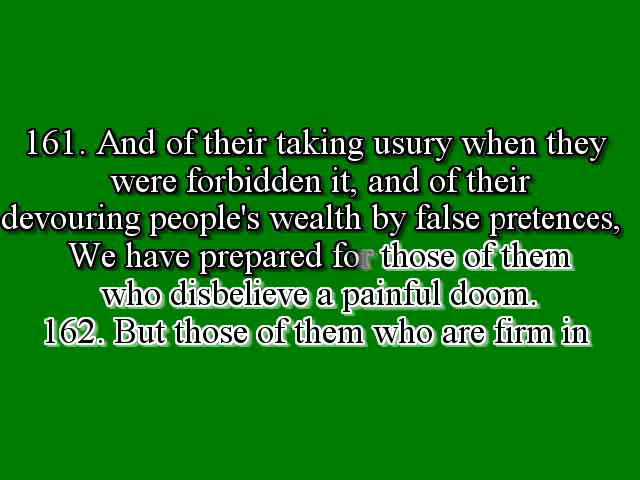 161. And of their taking usury when they
were forbidden it, and of their
devouring people's wealth by false pretences,
We have prepared for those of them
who disbelieve a painful doom.
162. But those of them who are firm in